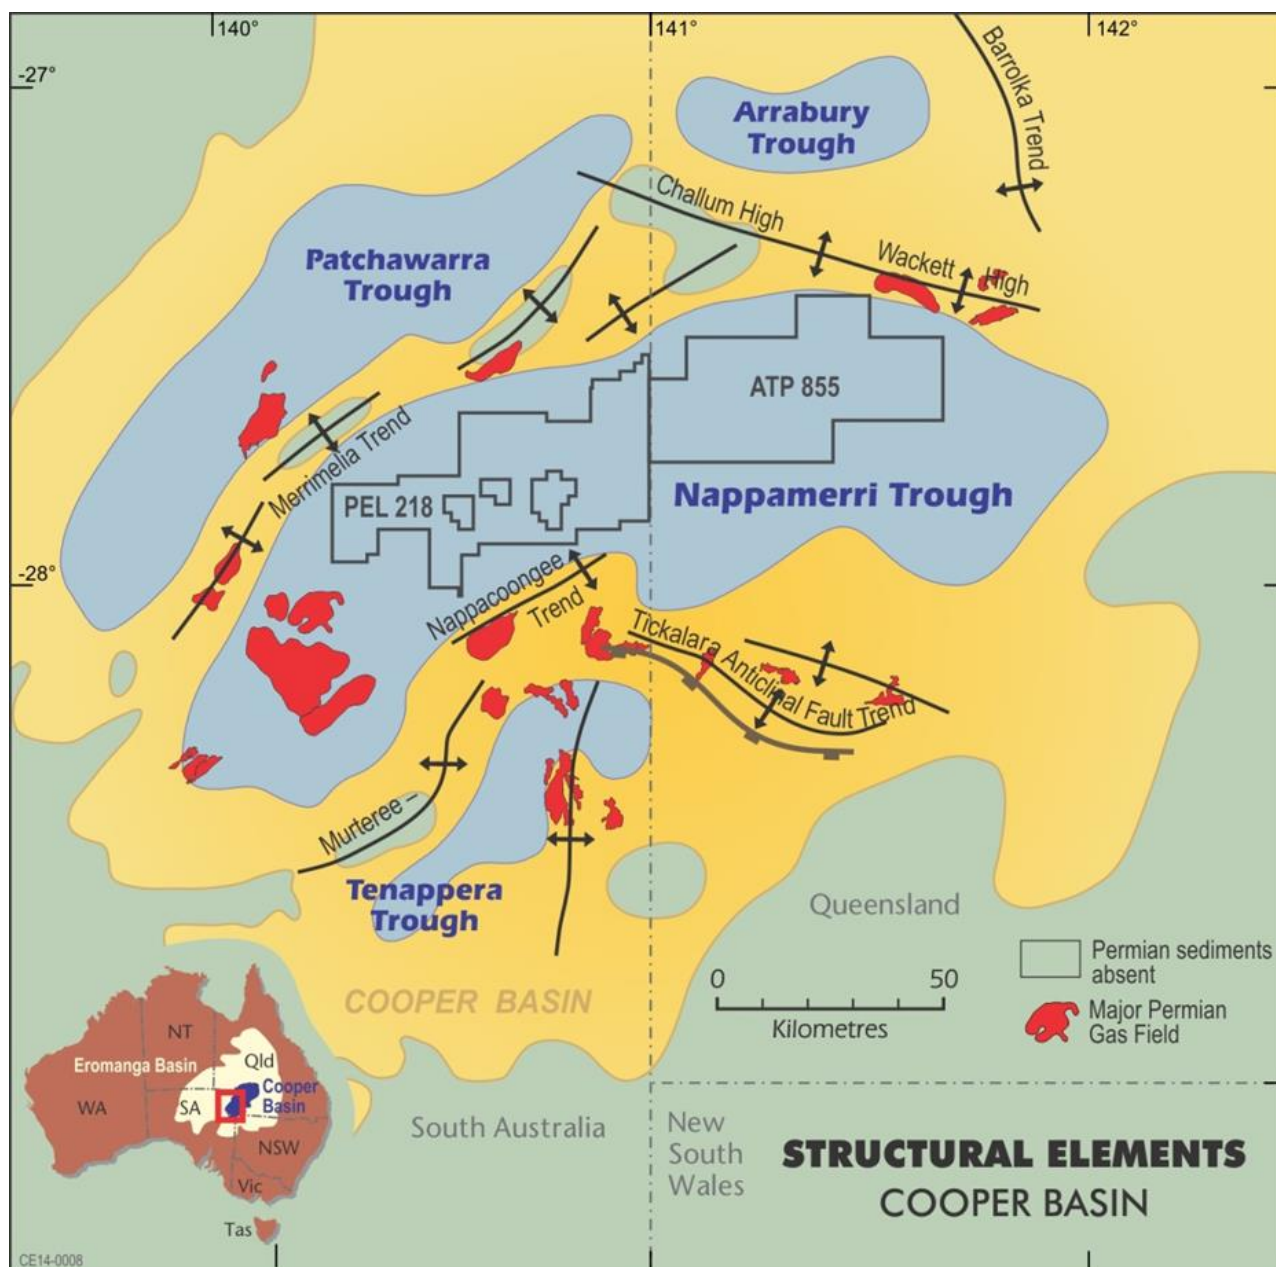 140°
141°
142°
-27°
-28°
Barrolka Trend
Arrabury
Trough
Challum High
Wackett High
Patchawarra
Trough
ATP 855
Merrimelia Trend
PEL 218
Nappamerri Trough
Nappacoongee
Trend
Tickalara Anticlinal Fault Trend
Murteree –
Tenappera
Trough
Queensland
0 50
Kilometres
Permian sediments
absent
Major Permian
Gas Field
COOPER BASIN
South Australia
New
South
Wales
STRUCTURAL ELEMENTS
COOPER BASIN
NT
Eromanga Basin
Qld
Cooper
Basin
WA
SA
NSW
Vic
Tas
CE14-0008